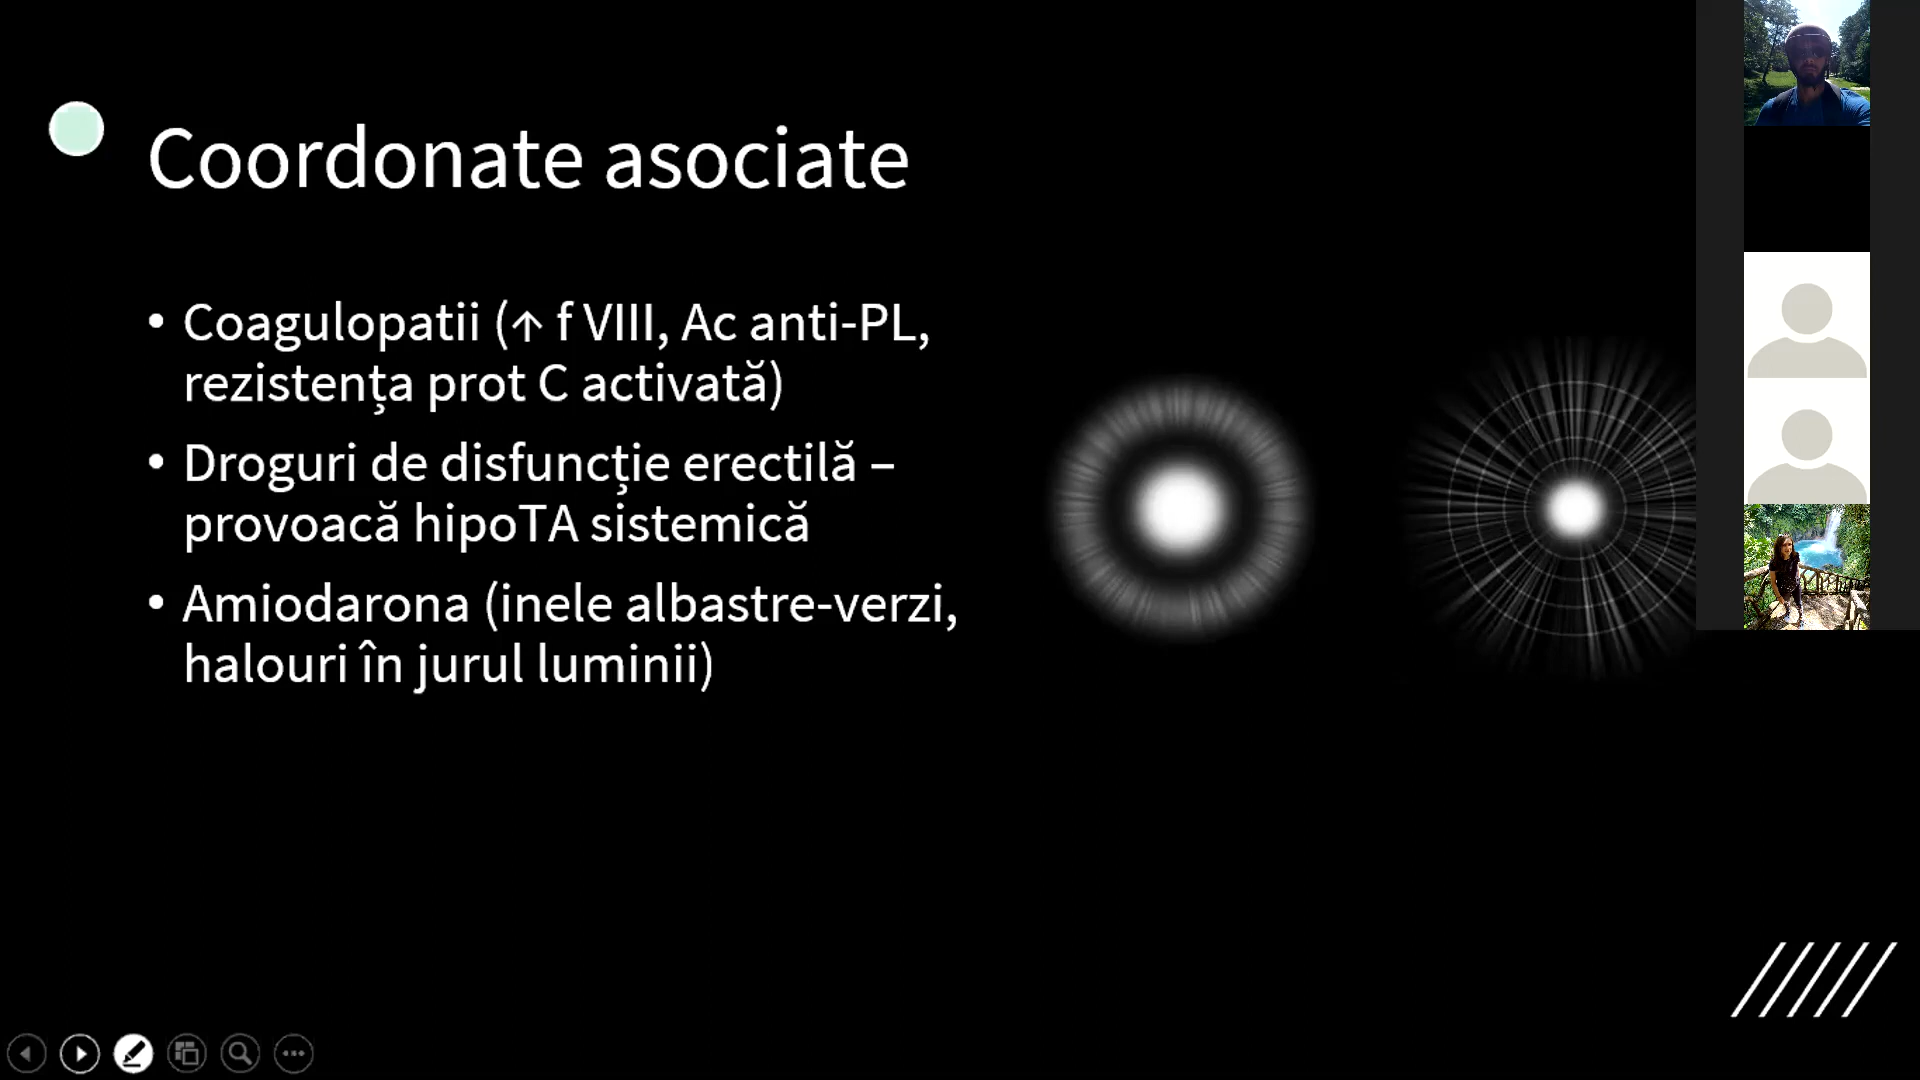 Coordonate asociate
• Coagulopatii (↑ f VIII, Ac anti-PL,
rezistența prot C activată)
• Droguri de disfuncție erectilă –
provoacă hipoTA sistemică
• Amiodarona (inele albastre-verzi,
halouri în jurul luminii)